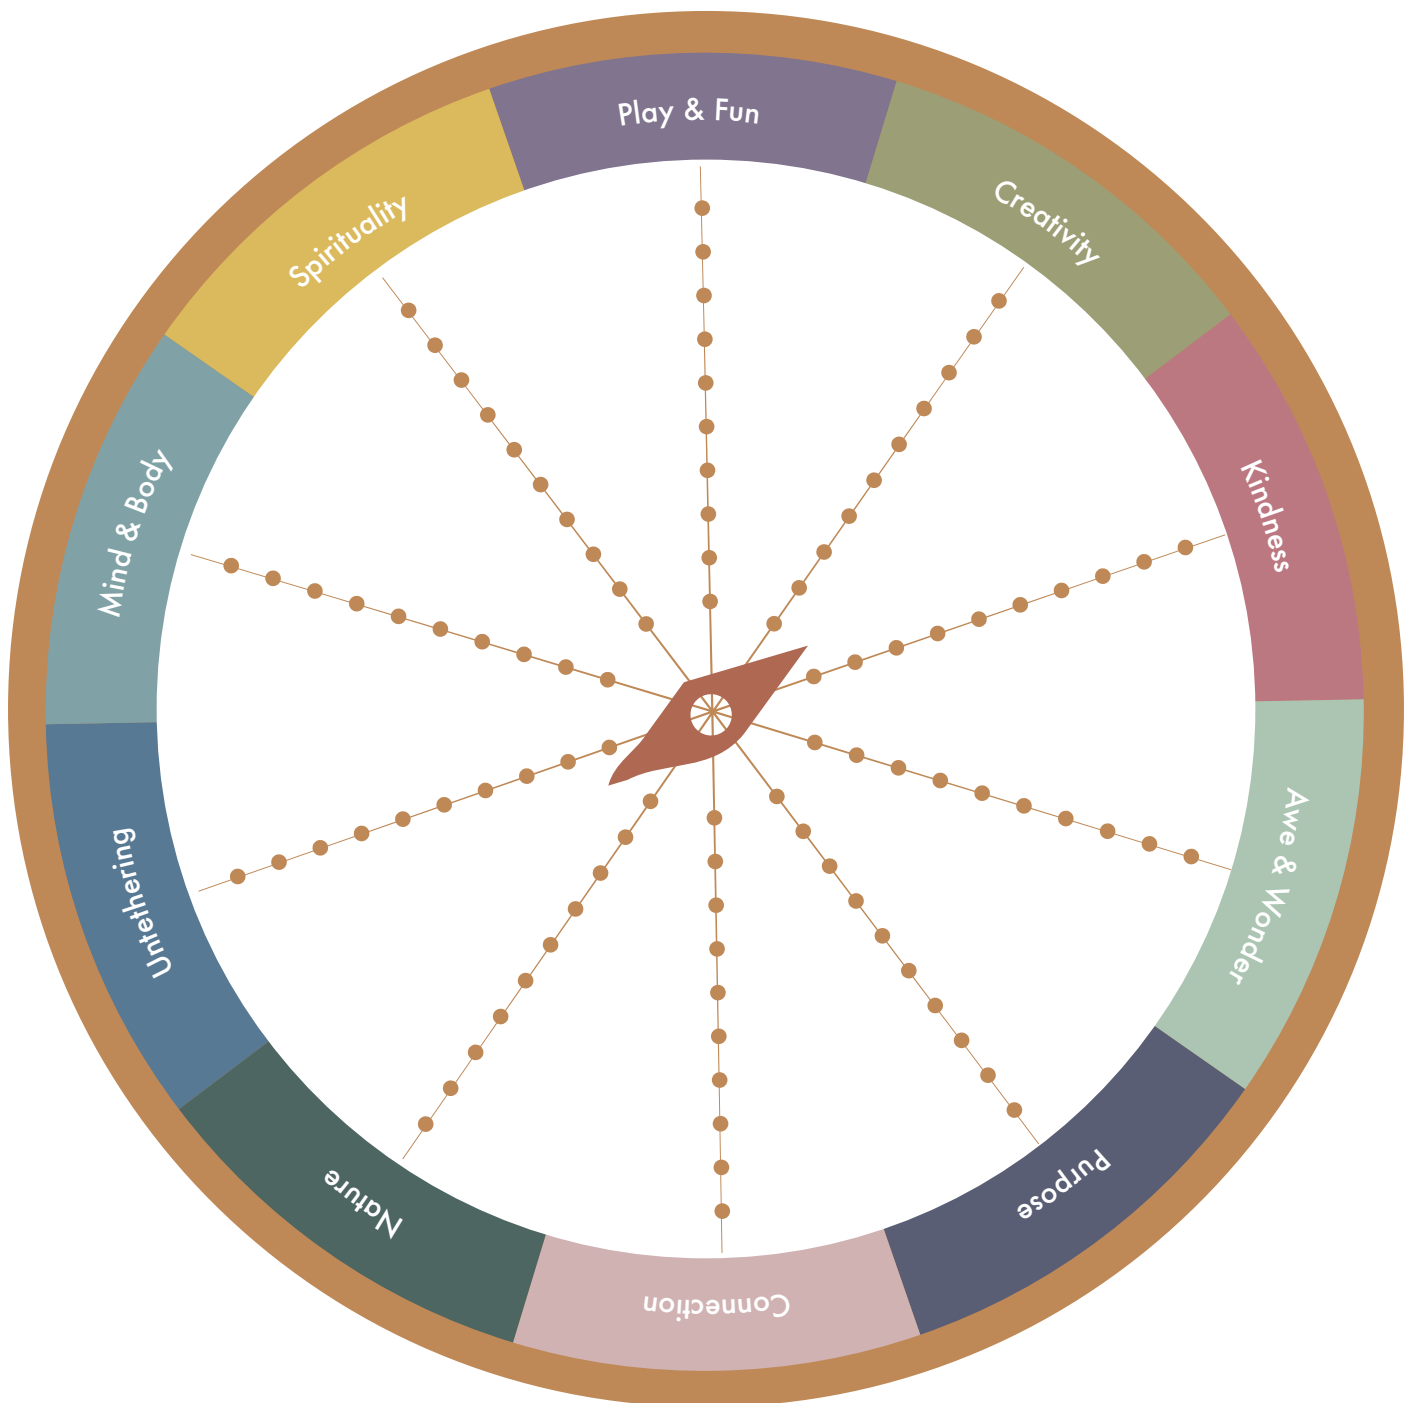 Play & Fun
Creativity
Kindness
Awe & Wonder
Purpose
Connection
Nature
Untethering
Mind & Body
Spirituality